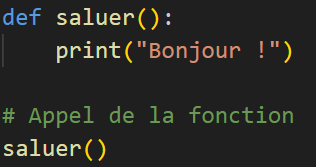 def saluer():
    print("Bonjour !")

# Appel de la fonction
saluer()